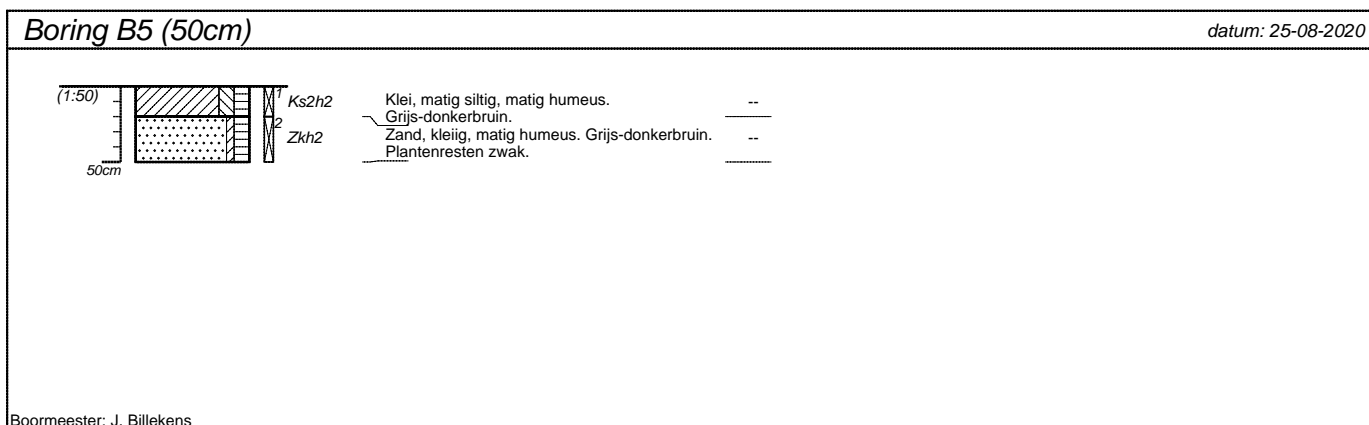 Boring B5 (50cm)
datum: 25-08-2020
(1:50)
1
Ks2h2
Klei, matig siltig, matig humeus.
--
Grijs-donkerbruin.
2
Zkh2
Zand, kleiig, matig humeus. Grijs-donkerbruin.
--
Plantenresten zwak.
50cm
Boormeester: J. Billekens